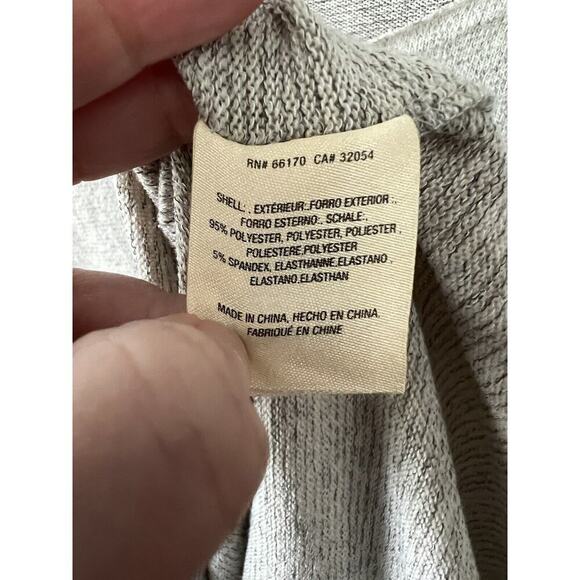 RN# 66170 CA# 32054
SHELL: , EXTÉRIEUR:.FORRO EXTERIOR :.
FORRO ESTERNO:. SCHALE:.
95% POLYESTER, POLYESTER, POLIESTER ,
POLIESTERE.POLYESTER
5% SPANDEX, ELASTHANNE.ELASTANO ,
ELASTANO.ELASTHAN
MADE IN CHINA, HECHO EN CHINA,
FABRIQUÉ EN CHINE